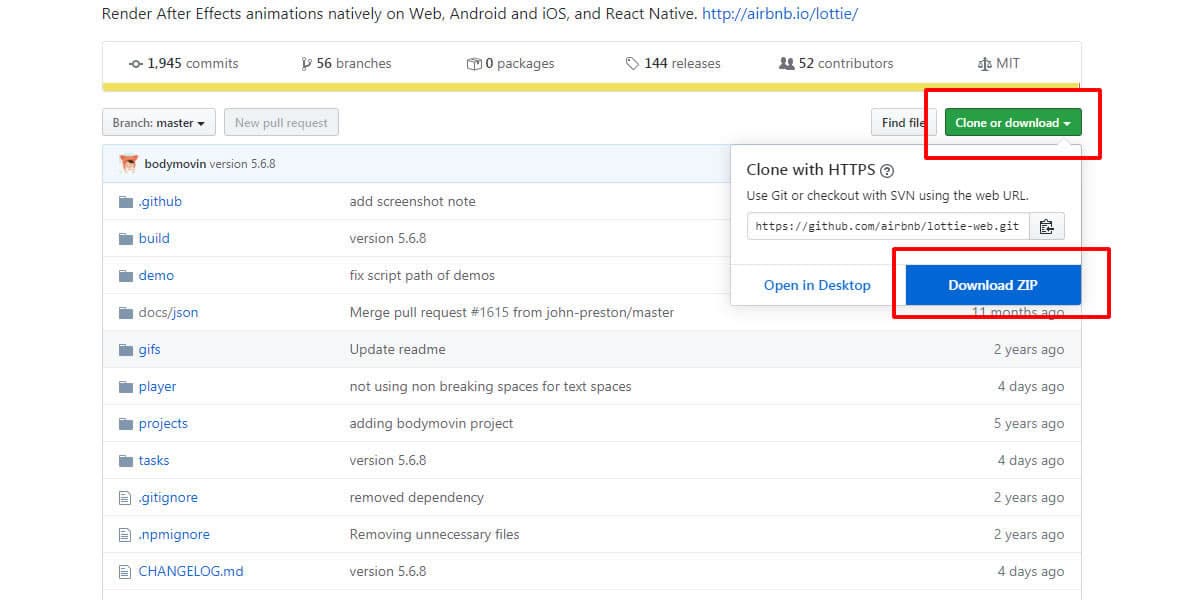 Render After Effects animations natively on Web, Android and iOS, and React Native. http://airbnb.io/lottie/
1,945 commits 56 branches 0 packages 144 releases 52 contributors MIT
Branch: master New pull request Find file Clone or download
bodymovin version 5.6.8
Clone with HTTPS
Use Git or checkout with SVN using the web URL.
https://github.com/airbnb/lottie-web.git
Open in Desktop Download ZIP
.github add screenshot note
build version 5.6.8
demo fix script path of demos
docs/json Merge pull request #1615 from john-preston/master 11 months ago
gifs Update readme 2 years ago
player not using non breaking spaces for text spaces 4 days ago
projects adding bodymovin project 5 years ago
tasks version 5.6.8 4 days ago
.gitignore removed dependency 2 years ago
.npmignore Removing unnecessary files 2 years ago
CHANGELOG.md version 5.6.8 4 days ago